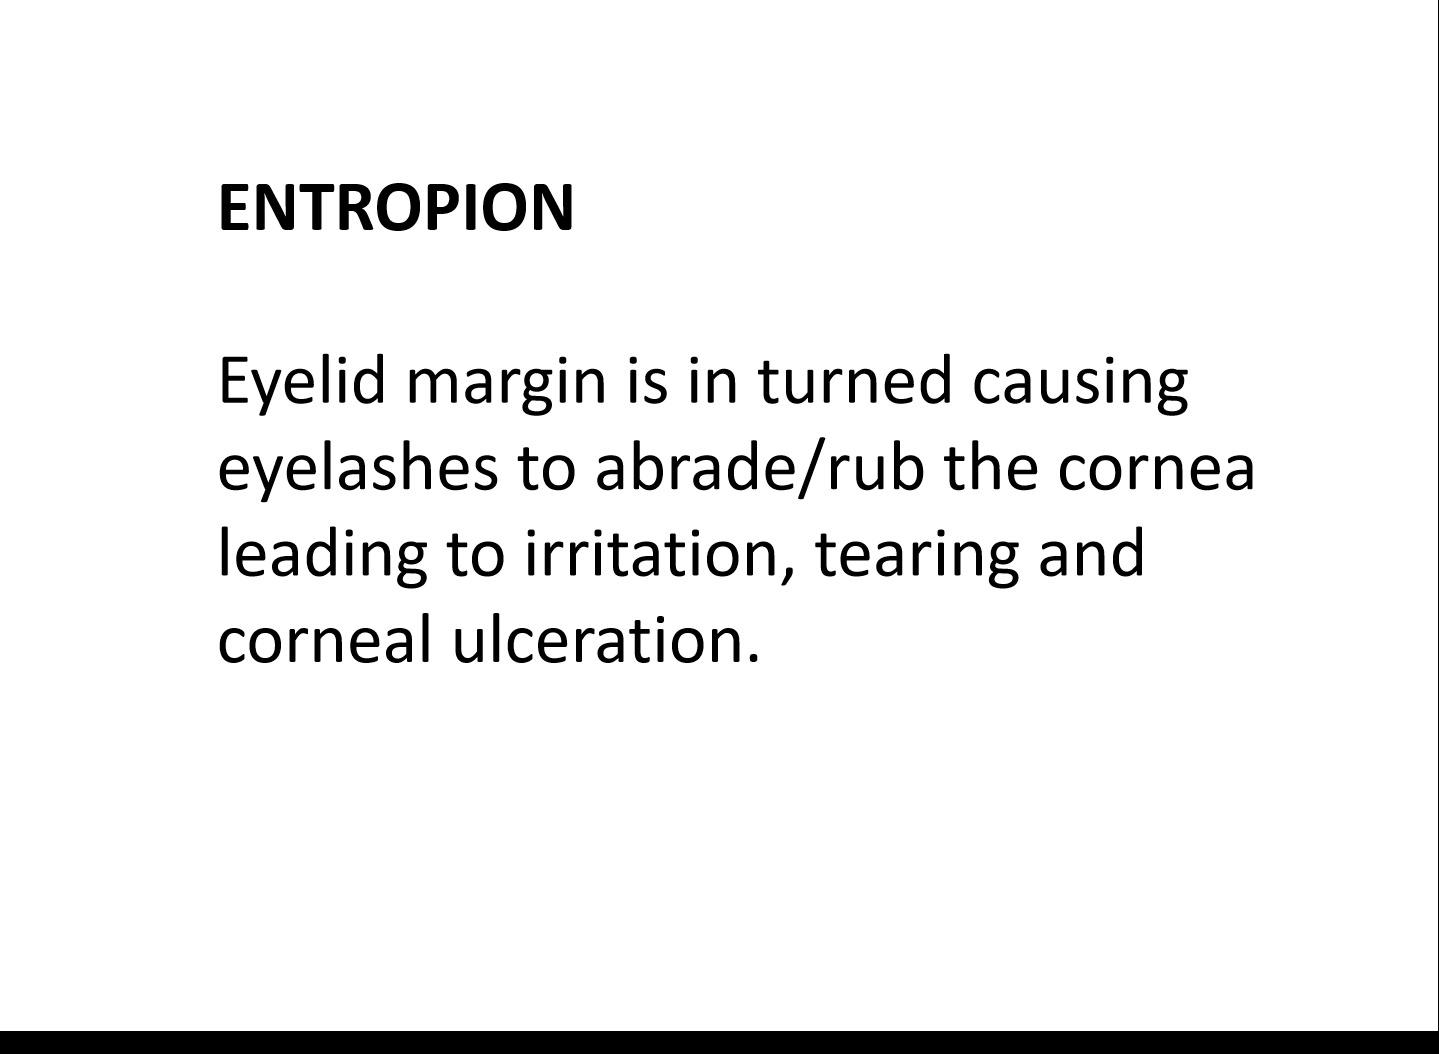 ENTROPION
Eyelid margin is in turned causing
eyelashes to abrade/rub the cornea
leading to irritation, tearing and
corneal ulceration.